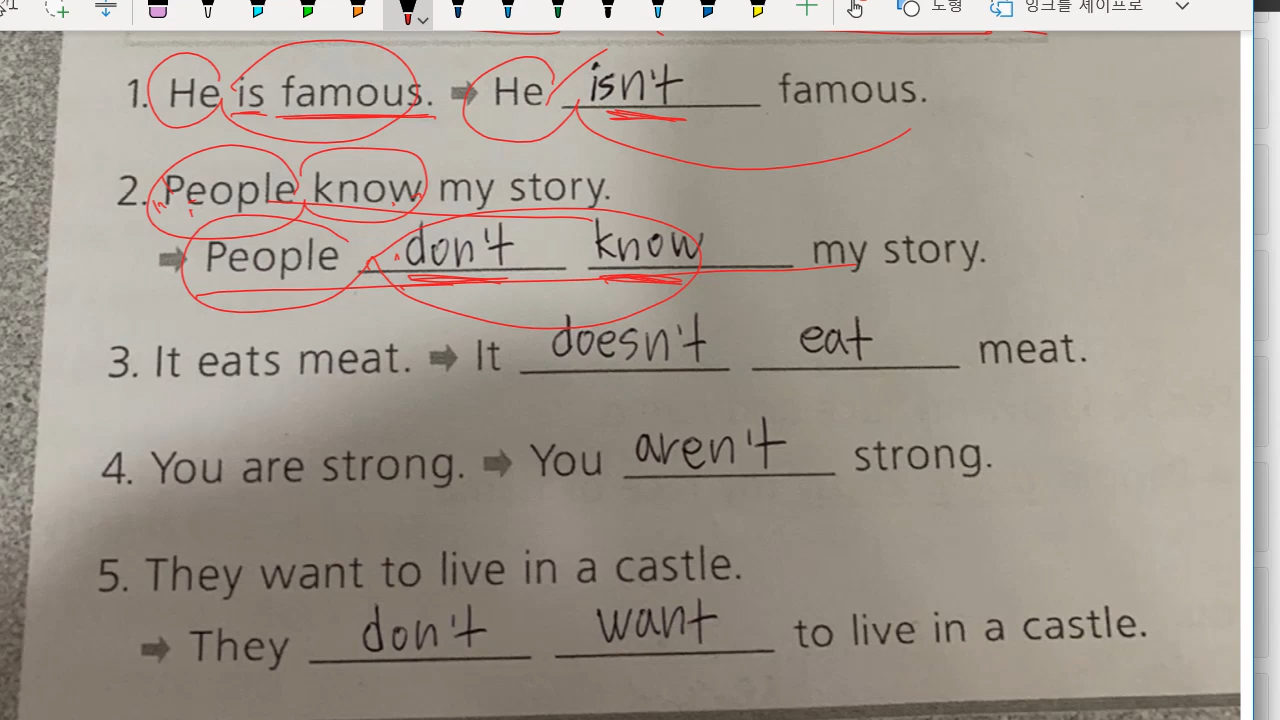 도형
잉크를 셰이프로
1. He is famous. ➡ He isn't famous.
2. People know my story.
➡ People don't know my story.
3. It eats meat. ➡ It doesn't eat meat.
4. You are strong. ➡ You aren't strong.
5. They want to live in a castle.
➡ They don't want to live in a castle.